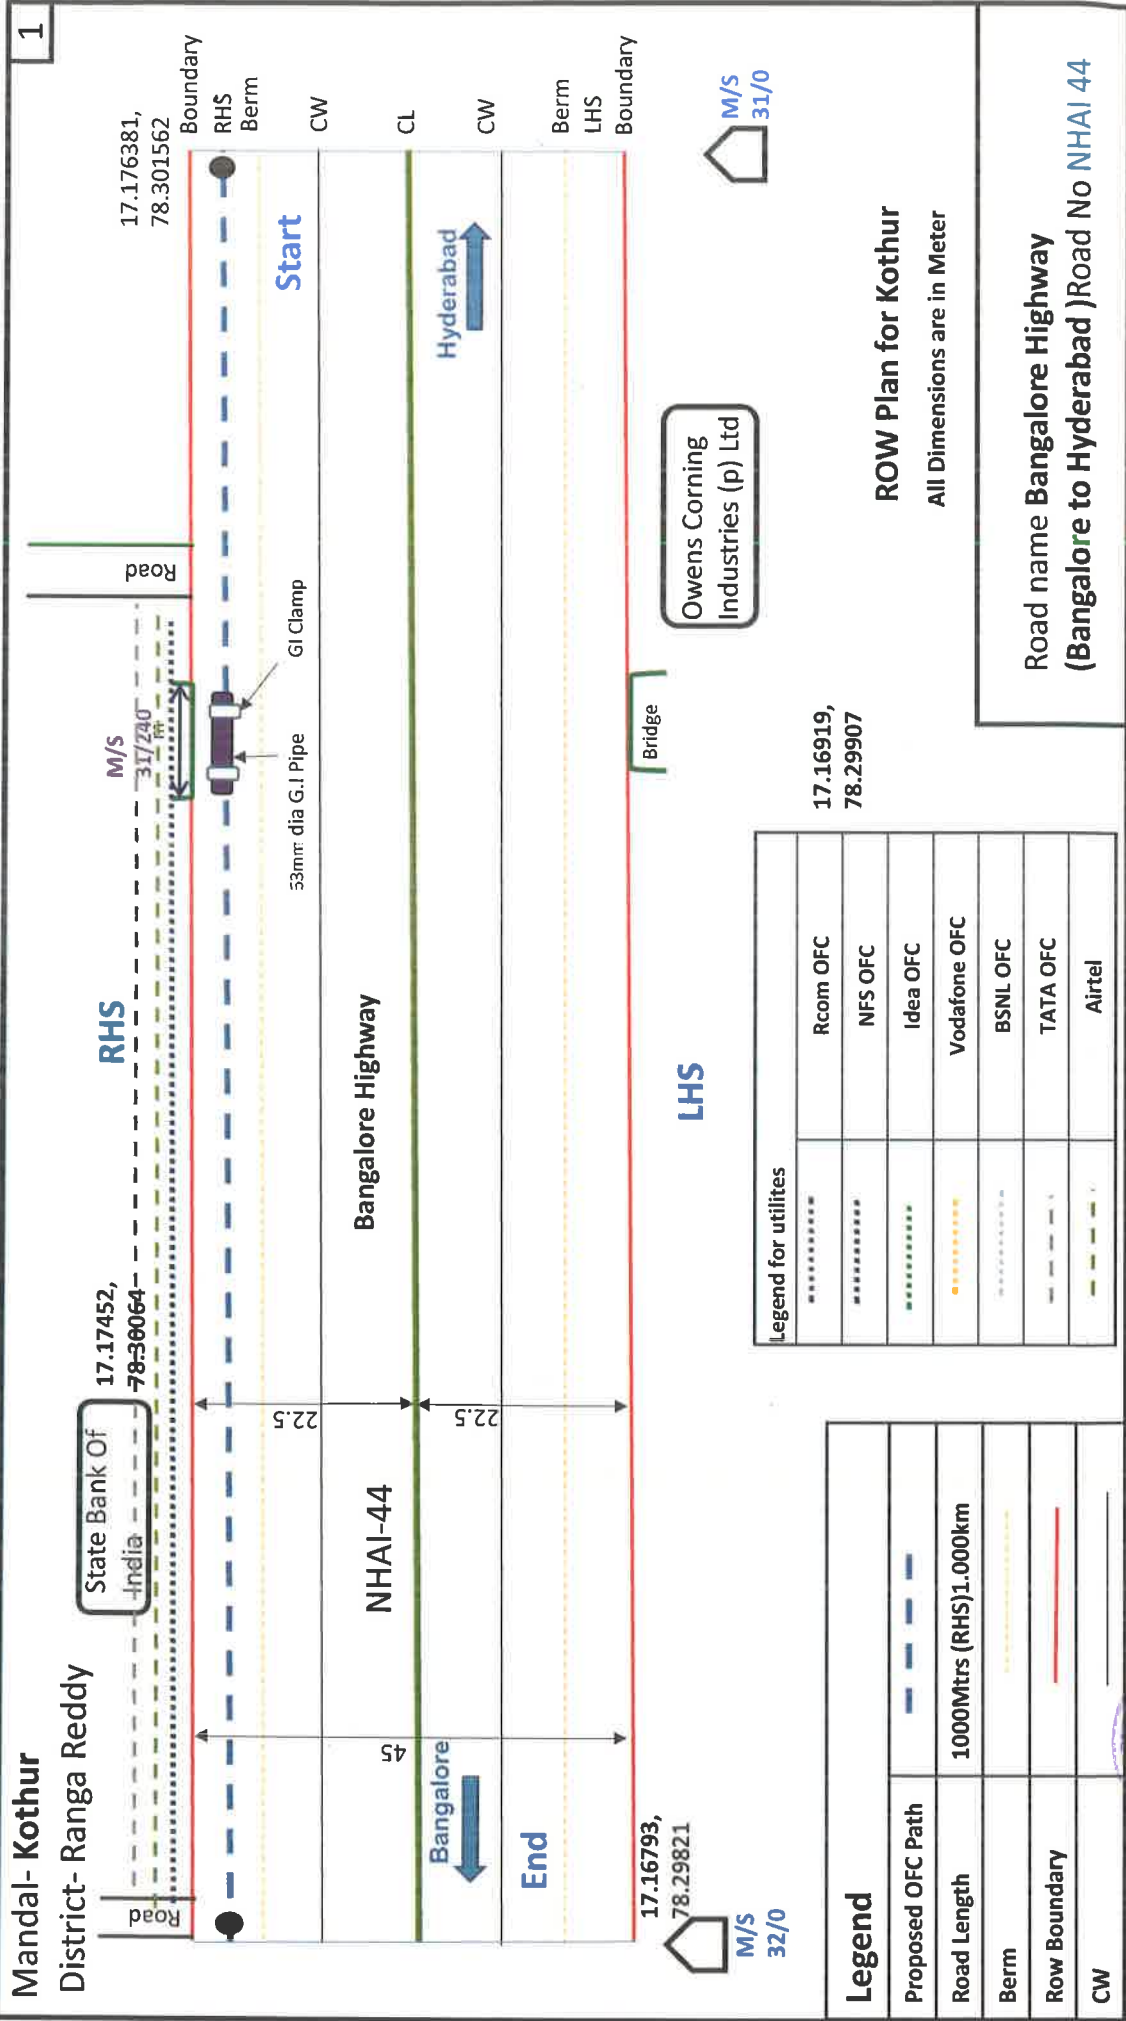 1
Mandal- Kothur
District- Ranga Reddy
State Bank Of
India
17.17452,
78.30064
RHS
M/S
31/240
Road
Road
17.176381,
78.301562
Boundary
RHS
Berm
CW
CL
CW
Berm
LHS
Boundary
Start
GI Clamp
53mm dia G.I Pipe
22.5
22.5
45
Bangalore Highway
NHAI-44
Hyderabad
Bangalore
End
17.16793,
78.29821
M/S
32/0
M/S
31/0
Bridge
Owens Corning
Industries (p) Ltd
LHS
17.16919,
78.29907
ROW Plan for Kothur
All Dimensions are in Meter
Legend
Proposed OFC Path
Road Length 1000Mtrs (RHS)1.000km
Berm
Row Boundary
CW
Legend for utilites
Rcom OFC
NFS OFC
Idea OFC
Vodafone OFC
BSNL OFC
TATA OFC
Airtel
Road name Bangalore Highway
(Bangalore to Hyderabad )Road No NHAI 44